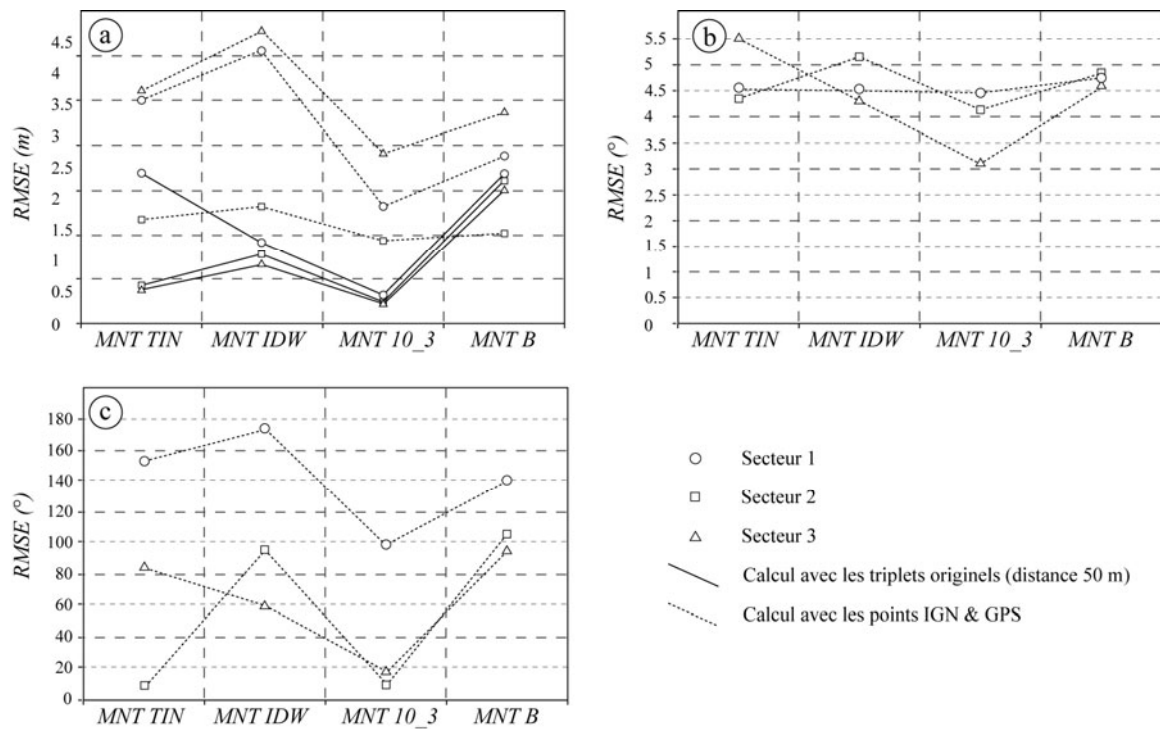 a
RMSE (m)
4.5
4
3.5
3
2.5
2
1.5
1
0.5
0
MNT TIN
MNT IDW
MNT 10_3
MNT B
b
RMSE (°)
5.5
5
4.5
4
3.5
3
2.5
2
1.5
1
0.5
0
MNT TIN
MNT IDW
MNT 10_3
MNT B
c
RMSE (°)
180
160
140
120
100
80
60
40
20
0
MNT TIN
MNT IDW
MNT 10_3
MNT B
Secteur 1
Secteur 2
Secteur 3
Calcul avec les triplets originels (distance 50 m)
Calcul avec les points IGN & GPS